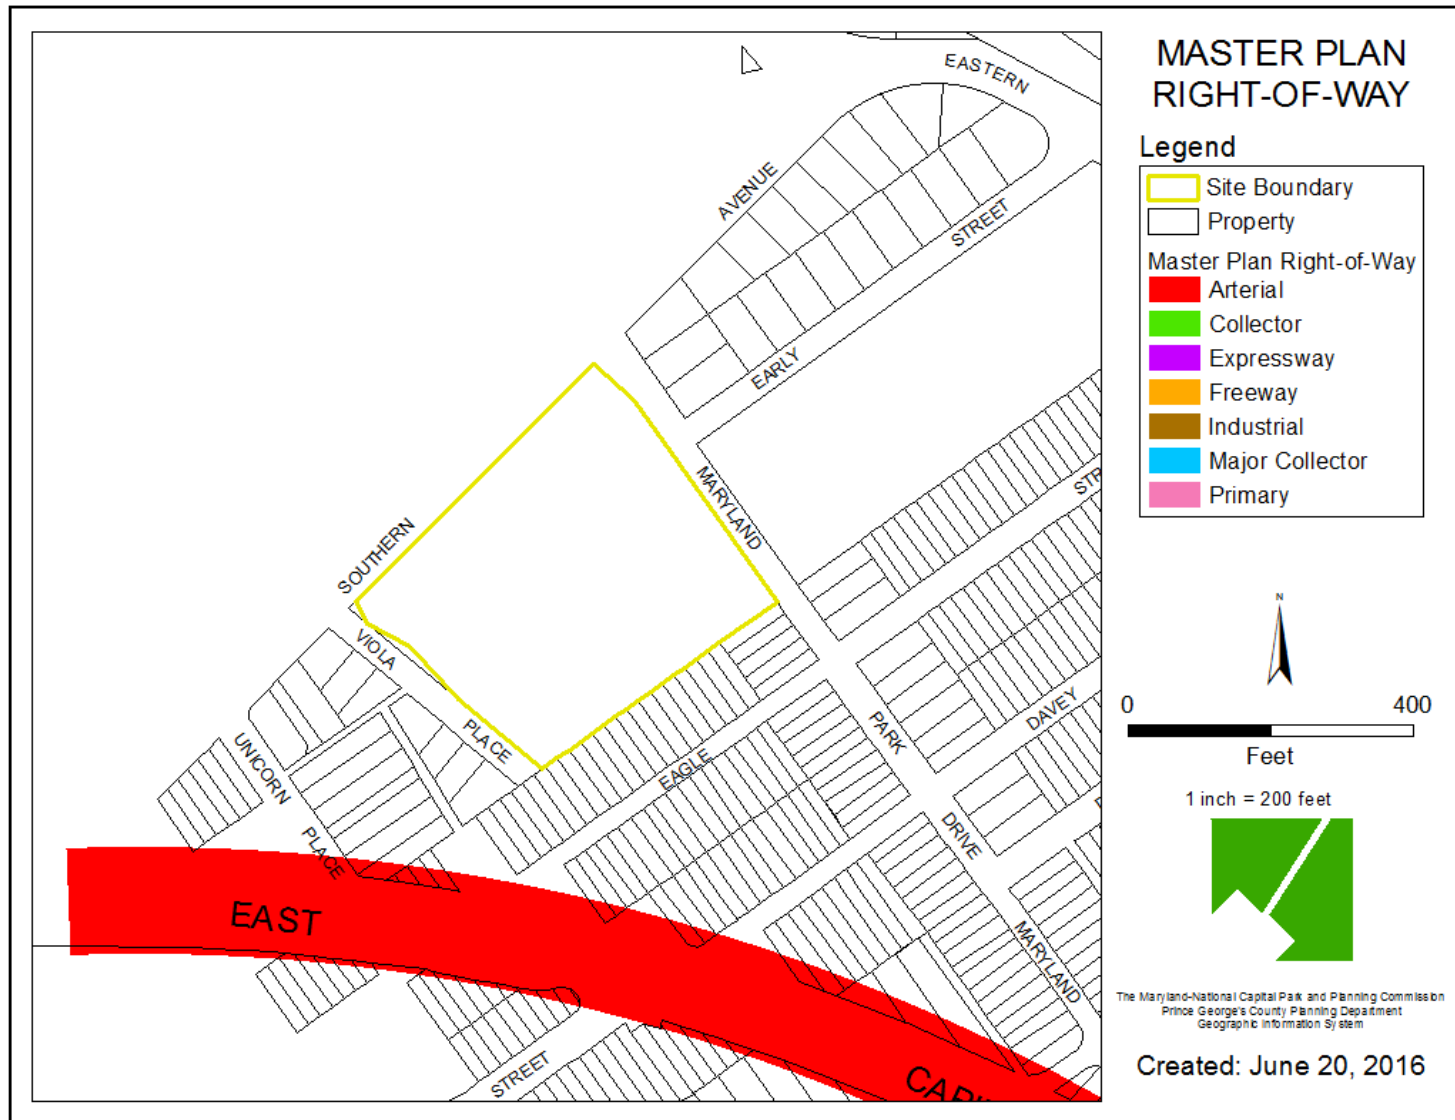 EASTERN
AVENUE
STREET
EARLY
MARYLAND
SOUTHERN
VIOLA
PLACE
UNICORN
PLACE
EAGLE
PARK
DAVEY
DRIVE
MARYLAND
EAST
STREET
MASTER PLAN
RIGHT-OF-WAY
Legend
Site Boundary
Property
Master Plan Right-of-Way
Arterial
Collector
Expressway
Freeway
Industrial
Major Collector
Primary
N
0 400
Feet
1 inch = 200 feet
The Maryland-National Capital Park and Planning Commission
Prince George's County Planning Department
Geographic Information System
Created: June 20, 2016